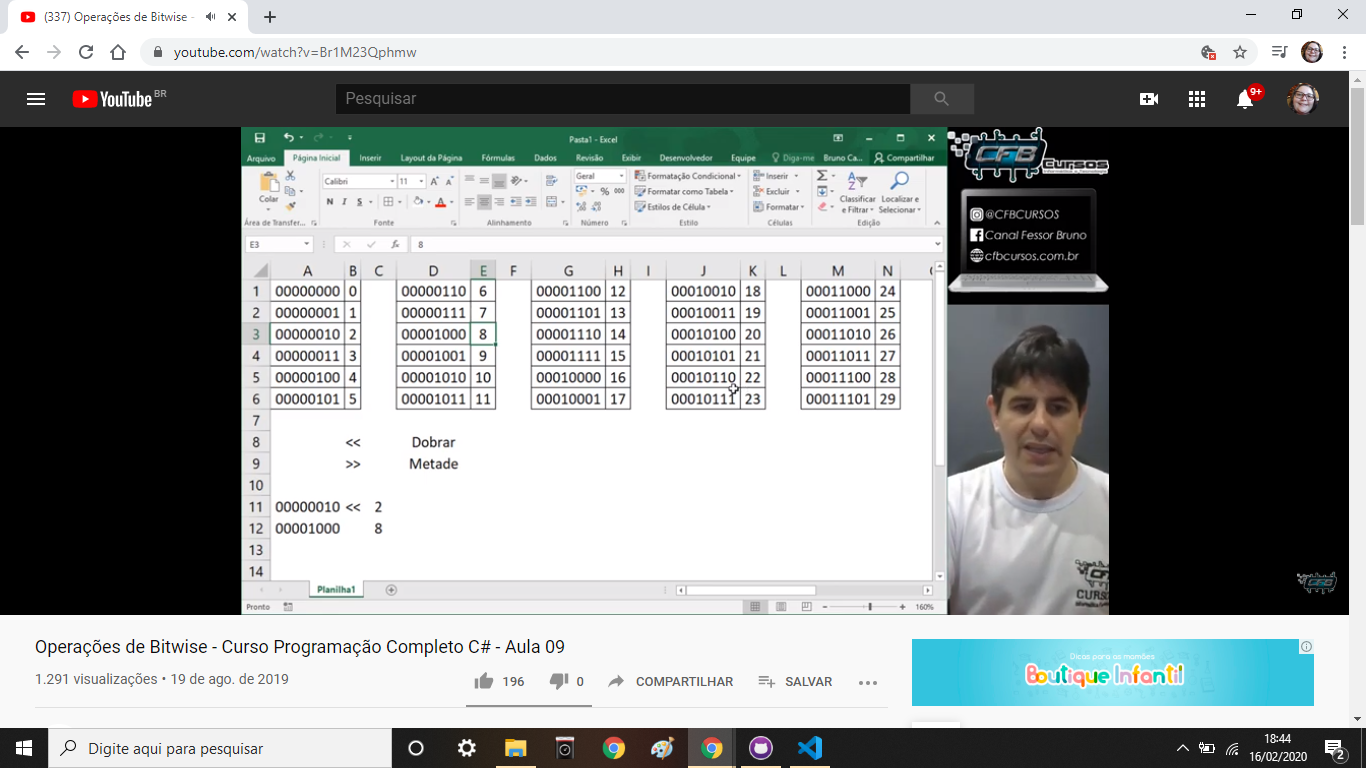 (337) Operações de Bitwise -
youtube.com/watch?v=Br1M23Qphmw
YouTube BR
Pesquisar
9+
Pasta1 - Excel
Arquivo Página Inicial Inserir Layout da Página Fórmulas Dados Revisão Exibir Desenvolvedor Equipe Diga-me Bruno Ca... Compartilhar
Colar
Calibri 11
N I S
Geral
% 000
Formatação Condicional
Formatar como Tabela
Estilos de Célula
Inserir
Excluir
Formatar
Classificar e Filtrar
Localizar e Selecionar
Área de Transfer... Fonte Alinhamento Número Estilo Células Edição
E3 fx 8
A B C D E F G H I J K L M N
1 00000000 0 00000110 6 00001100 12 00010010 18 00011000 24
2 00000001 1 00000111 7 00001101 13 00010011 19 00011001 25
3 00000010 2 00001000 8 00001110 14 00010100 20 00011010 26
4 00000011 3 00001001 9 00001111 15 00010101 21 00011011 27
5 00000100 4 00001010 10 00010000 16 00010110 22 00011100 28
6 00000101 5 00001011 11 00010001 17 00010111 23 00011101 29
7
8 << Dobrar
9 >> Metade
10
11 00000010 << 2
12 00001000 8
13
14
Planilha1
Pronto
160%
CFB CURSOS
@CFBCURSOS
Canal Fessor Bruno
cfbcursos.com.br
CURSO
Operações de Bitwise - Curso Programação Completo C# - Aula 09
1.291 visualizações • 19 de ago. de 2019
196 0 COMPARTILHAR SALVAR
Dicas para as mamães
Boutique Infantil
Digite aqui para pesquisar
18:44
16/02/2020
2